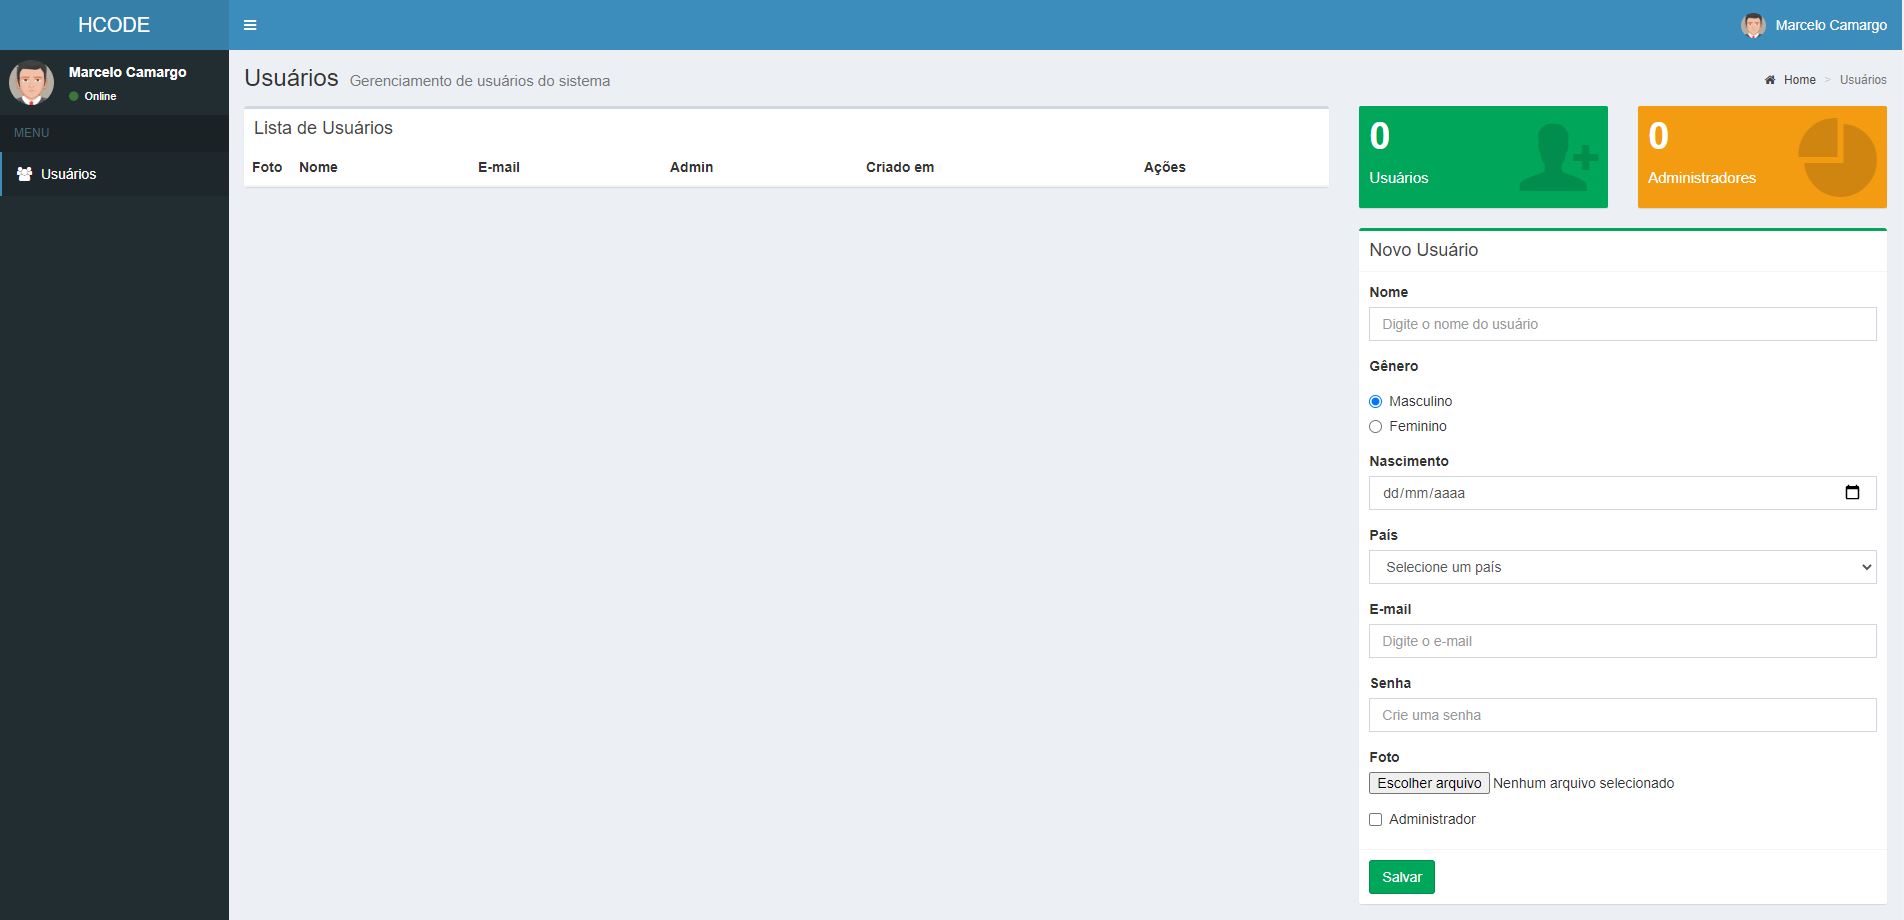 HCODE
Marcelo Camargo
Marcelo Camargo
Online
MENU
Usuários
Usuários Gerenciamento de usuários do sistema
Home > Usuários
Lista de Usuários
Foto Nome E-mail Admin Criado em Ações
0
Usuários
0
Administradores
Novo Usuário
Nome
Digite o nome do usuário
Gênero
Masculino
Feminino
Nascimento
dd/mm/aaaa
País
Selecione um país
E-mail
Digite o e-mail
Senha
Crie uma senha
Foto
Escolher arquivo Nenhum arquivo selecionado
Administrador
Salvar